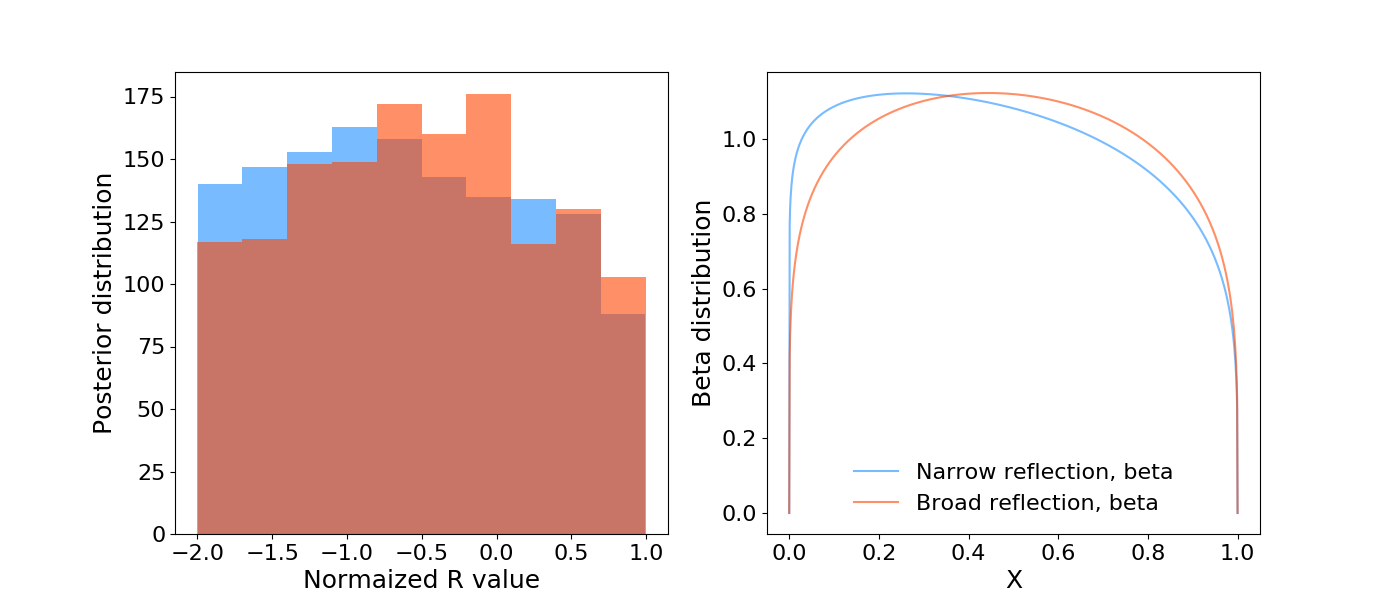 175
150
125
100
75
50
25
0
Posterior distribution
−2.0 −1.5 −1.0 −0.5 0.0 0.5 1.0
Normaized R value
1.0
0.8
0.6
0.4
0.2
0.0
Beta distribution
Narrow reflection, beta
Broad reflection, beta
0.0 0.2 0.4 0.6 0.8 1.0
X